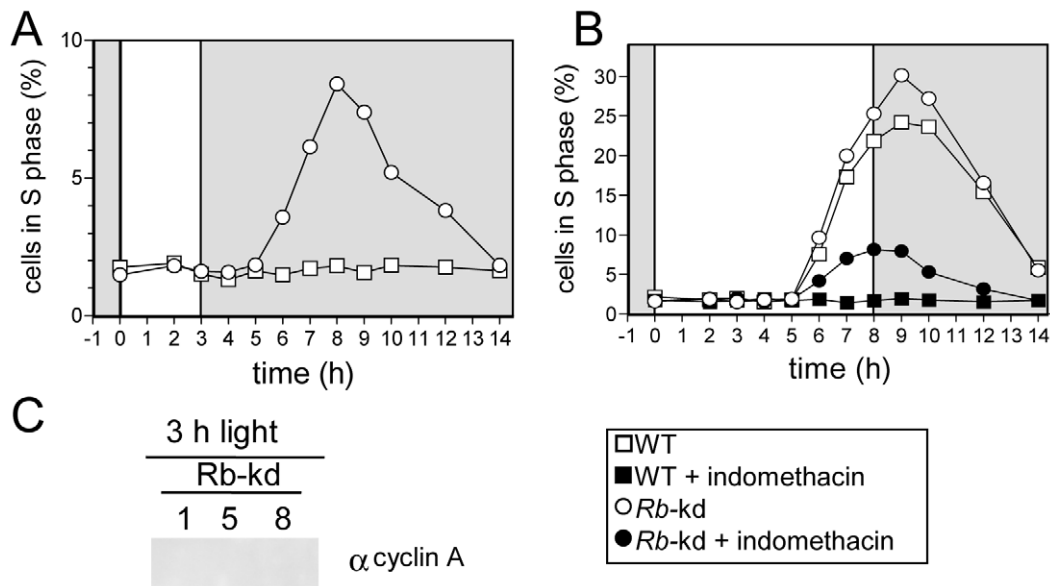 A
10
5
0
cells in S phase (%)
-1 0 1 2 3 4 5 6 7 8 9 10 11 12 13 14
time (h)
B
30
25
20
15
10
5
0
cells in S phase (%)
-1 0 1 2 3 4 5 6 7 8 9 10 11 12 13 14
time (h)
C
3 h light
Rb-kd
1 5 8
α cyclin A
WT
WT + indomethacin
Rb-kd
Rb-kd + indomethacin